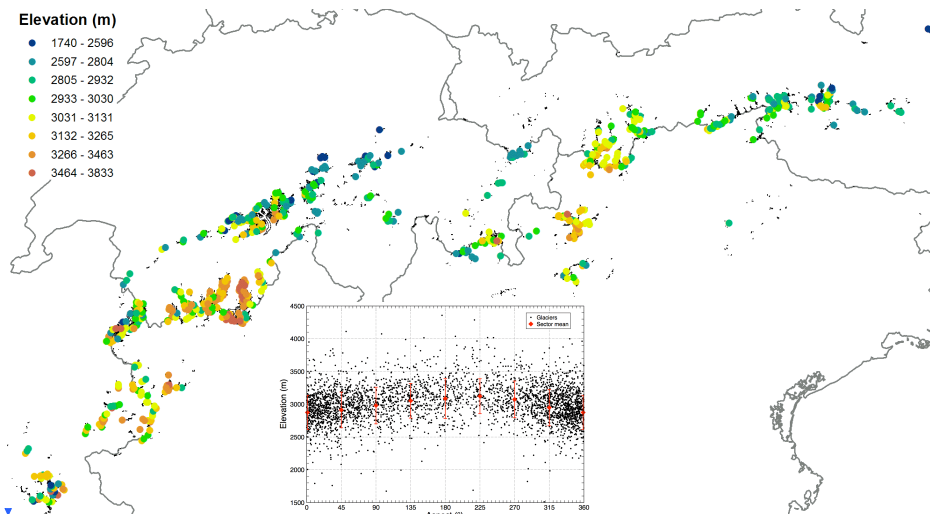 Elevation (m)
1740 - 2596
2597 - 2804
2805 - 2932
2933 - 3030
3031 - 3131
3132 - 3265
3266 - 3463
3464 - 3833
4500
4000
3500
3000
2500
2000
1500
Elevation (m)
Glaciers
Sector mean
0 45 90 135 180 225 270 315 360